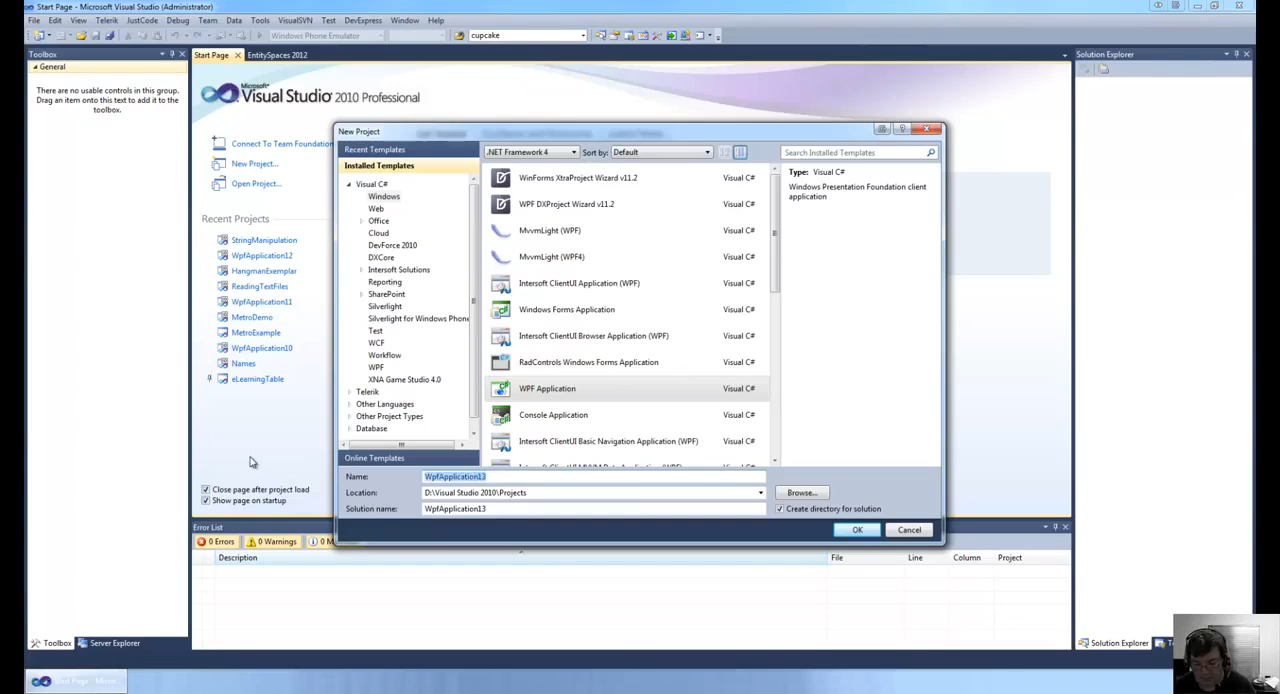 Start Page - Microsoft Visual Studio (Administrator)
File Edit View Telerik JustCode Debug Team Data Tools VisualSVN Test DevExpress Window Help
Windows Phone Emulator cupcake
Toolbox
General
There are no usable controls in this group. Drag an item onto this text to add it to the toolbox.
Start Page EntitySpaces 2012
Solution Explorer
Microsoft
Visual Studio 2010 Professional
Connect To Team Foundation
New Project...
Open Project...
Recent Projects
StringManipulation
WpfApplication12
HangmanExemplar
ReadingTextFiles
WpfApplication11
MetroDemo
MetroExample
WpfApplication10
Names
eLearningTable
Close page after project load
Show page on startup
New Project
Recent Templates
Installed Templates
Visual C#
Windows
Web
Office
Cloud
DevForce 2010
DXCore
Intersoft Solutions
Reporting
SharePoint
Silverlight
Silverlight for Windows Phone
Test
WCF
Workflow
WPF
XNA Game Studio 4.0
Telerik
Other Languages
Other Project Types
Database
Online Templates
.NET Framework 4 Sort by: Default
Search Installed Templates
WinForms XtraProject Wizard v11.2 Visual C#
WPF DXProject Wizard v11.2 Visual C#
MvvmLight (WPF) Visual C#
MvvmLight (WPF4) Visual C#
Intersoft ClientUI Application (WPF) Visual C#
Windows Forms Application Visual C#
Intersoft ClientUI Browser Application (WPF) Visual C#
RadControls Windows Forms Application Visual C#
WPF Application Visual C#
Console Application Visual C#
Intersoft ClientUI Basic Navigation Application (WPF) Visual C#
Type: Visual C#
Windows Presentation Foundation client application
Name: WpfApplication13
Location: D:\Visual Studio 2010\Projects Browse...
Solution name: WpfApplication13 Create directory for solution
OK Cancel
Error List
0 Errors 0 Warnings
Description File Line Column Project
Toolbox Server Explorer
Solution Explorer